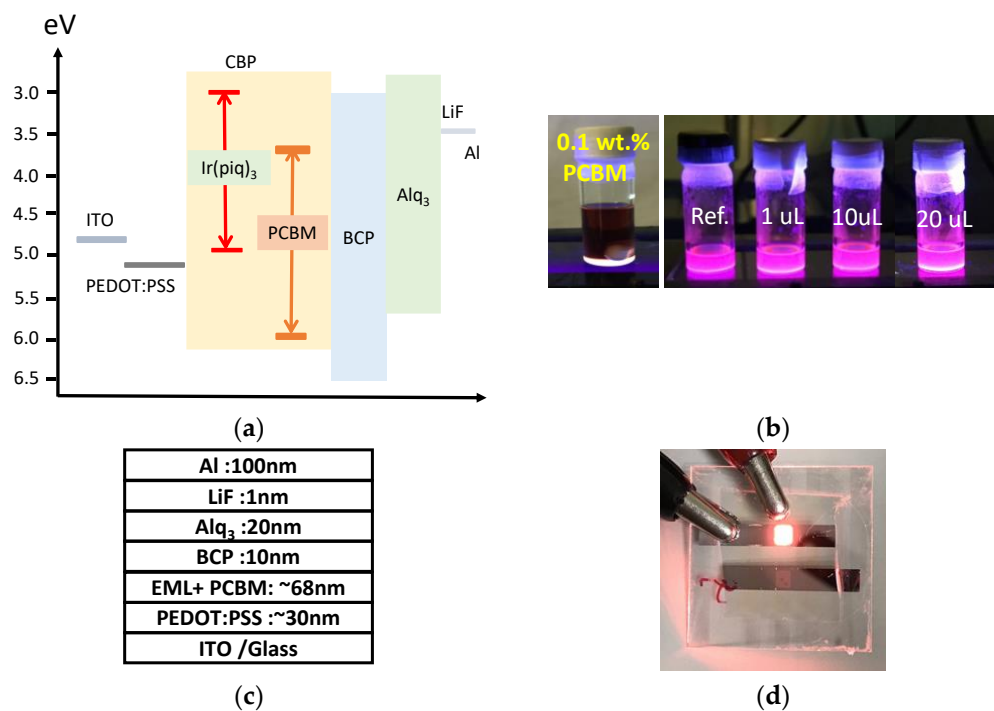 eV
CBP
3.0
LiF
3.5
Al
Ir(piq)₃
4.0
Alq₃
4.5
ITO
PCBM
BCP
5.0
PEDOT:PSS
5.5
6.0
6.5
(a)
0.1 wt.%
PCBM
Ref.
1 uL
10uL
20 uL
(b)
Al :100nm
LiF :1nm
Alq₃ :20nm
BCP :10nm
EML+ PCBM: ~68nm
PEDOT:PSS :~30nm
ITO /Glass
(c)
(d)